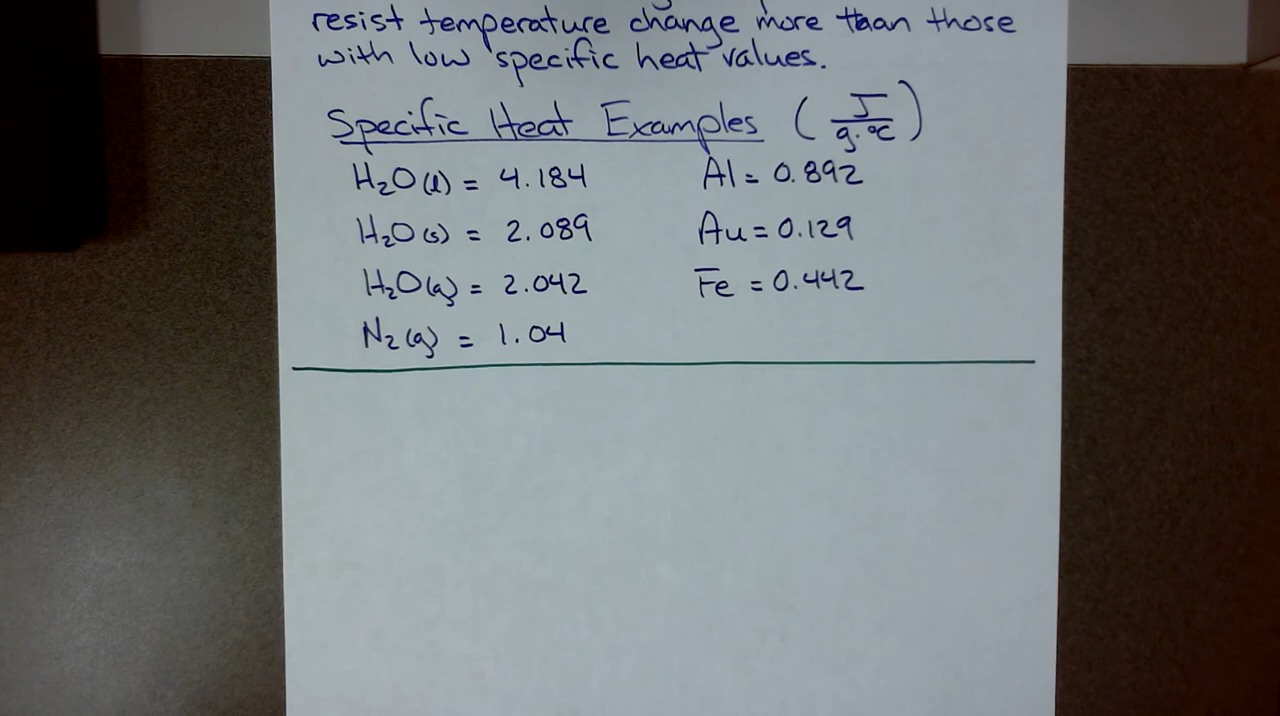 resist temperature change more than those
with low specific heat values.
Specific Heat Examples ( J / g·°C )
H₂O(l) = 4.184 Al = 0.892
H₂O(s) = 2.089 Au = 0.129
H₂O(g) = 2.042 Fe = 0.442
N₂(g) = 1.04